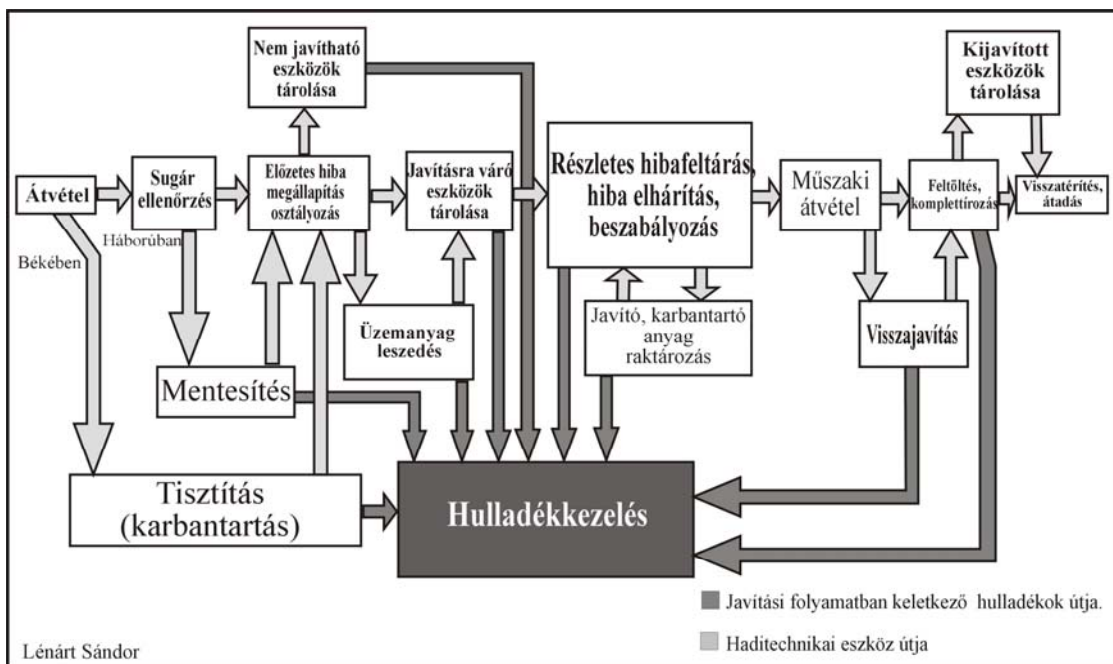 Nem javítható
eszközök
tárolása
Kijavított
eszközök
tárolása
Átvétel
Sugár
ellenőrzés
Előzetes hiba
megállapítás
osztályozás
Javításra váró
eszközök
tárolása
Részletes hibafeltárás,
hiba elhárítás,
beszabályozás
Műszaki
átvétel
Feltöltés,
komplettírozás
Visszatérítés,
átadás
Háborúban
Békében
Üzemanyag
leszedés
Javító, karbantartó
anyag
raktározás
Visszajavítás
Mentesítés
Tisztítás
(karbantartás)
Hulladékkezelés
Javítási folyamatban keletkező hulladékok útja.
Haditechnikai eszköz útja
Lénárt Sándor